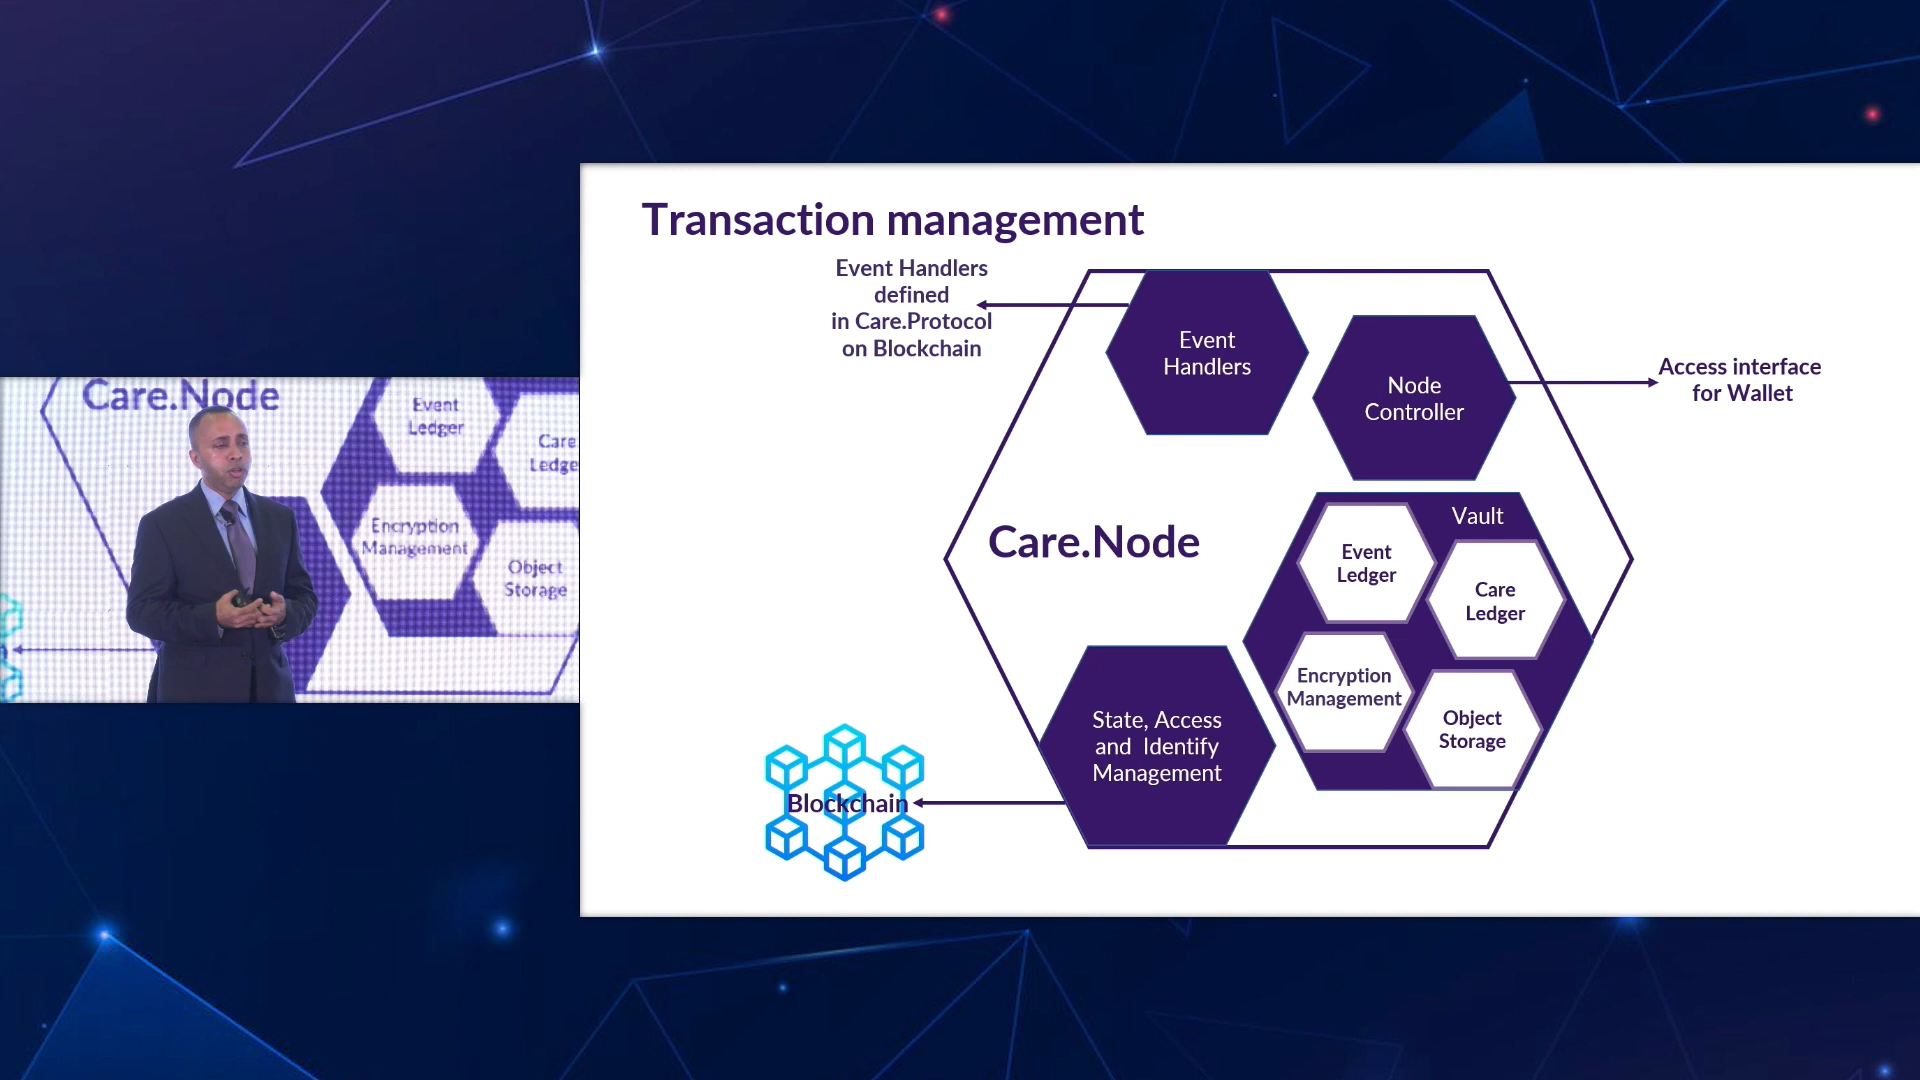 Transaction management
Event Handlers
defined
in Care.Protocol
on Blockchain
Event
Handlers
Node
Controller
Access interface
for Wallet
Care.Node
Vault
Event
Ledger
Care
Ledger
Encryption
Management
Object
Storage
State, Access
and Identify
Management
Blockchain
Care.Node
Event
Ledger
Care
Ledge
Encryption
Management
Object
Storage